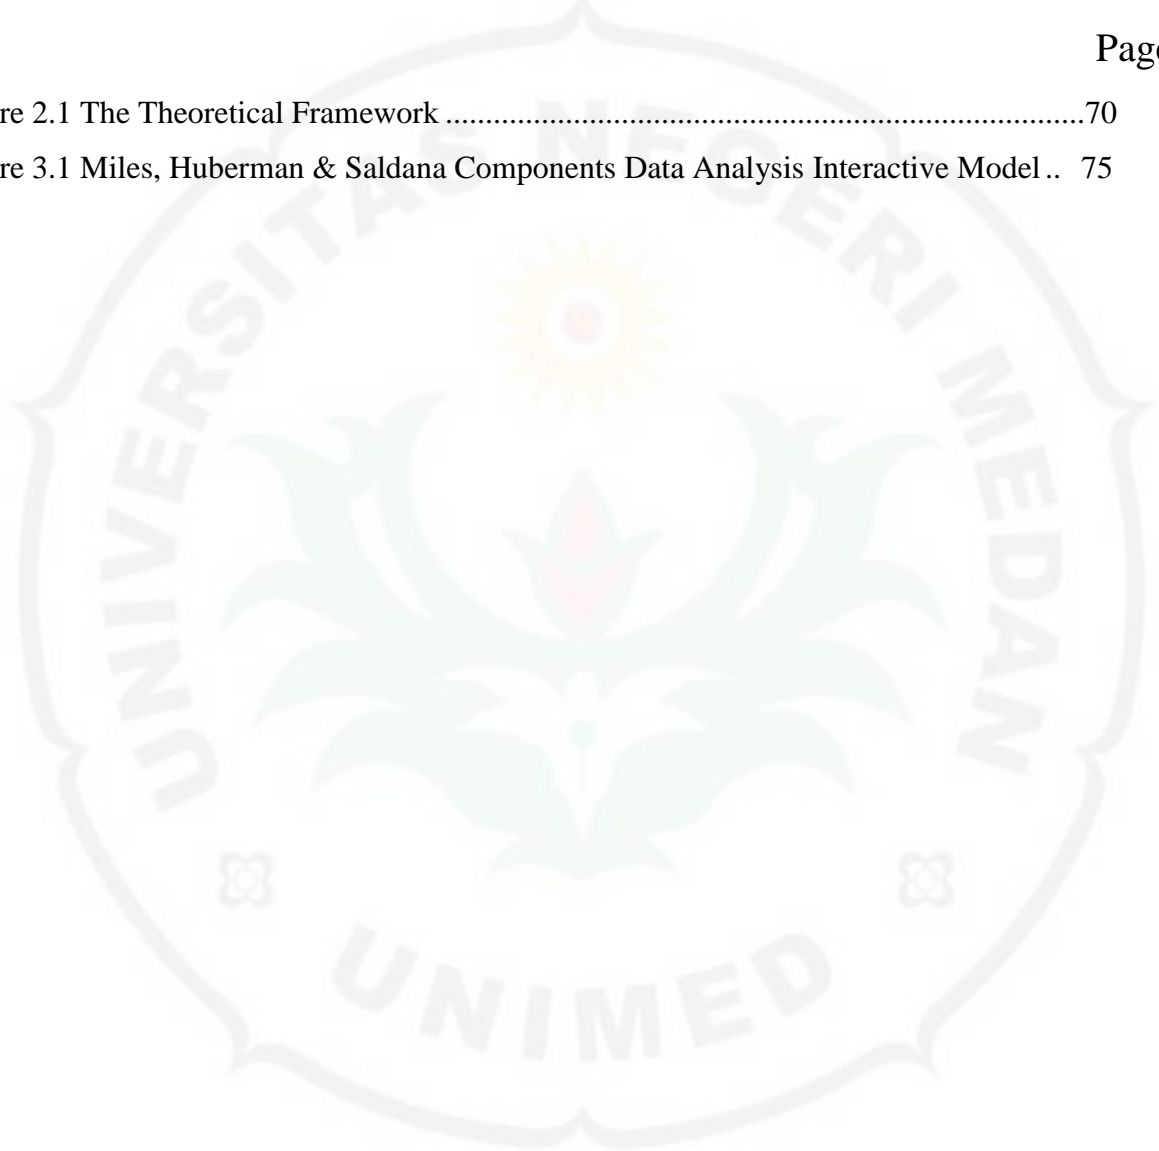 Page
re 2.1 The Theoretical Framework ..............................................................................70
re 3.1 Miles, Huberman & Saldana Components Data Analysis Interactive Model .. 75
UNIVERSITAS NEGERI MEDAN
UNIMED